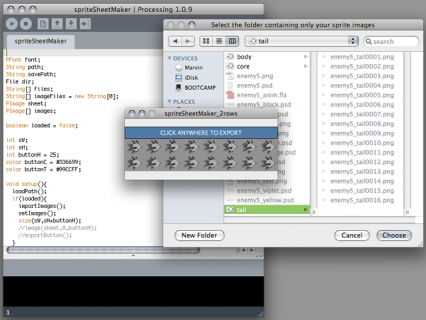 spriteSheetMaker | Processing 1.0.9
spriteSheetMaker
PFont font;
String path;
String savePath;
File dir;
String[] files;
String[] imageFiles = new String[0];
PImage sheet;
PImage[] images;
boolean loaded = false;
int sW;
int sH;
int buttonH = 25;
color buttonC = #336699;
color buttonT = #99CCFF;
void setup(){
loadPath();
if(loaded){
importImages();
setImages();
size(sW,sH+buttonH);
//image(sheet,0,buttonH);
//exportButton();
}
1
Select the folder containing only your sprite images
tail
search
DEVICES
Marvin
iDisk
BOOTCAMP
PLACES
body
core
enemy5.png
enemy5.psd
enemy5_anim.fla
enemy5_black.psd
enemy5_violet.psd
enemy5_yellow.psd
tail
enemy5_tail0001.png
enemy5_tail0002.png
enemy5_tail0003.png
enemy5_tail0004.png
enemy5_tail0005.png
enemy5_tail0006.png
enemy5_tail0007.png
enemy5_tail0008.png
enemy5_tail0009.png
enemy5_tail0010.png
enemy5_tail0011.png
enemy5_tail0012.png
enemy5_tail0013.png
enemy5_tail0014.png
enemy5_tail0015.png
enemy5_tail0016.png
spriteSheetMaker_2rows
CLICK ANYWHERE TO EXPORT
New Folder
Cancel
Choose